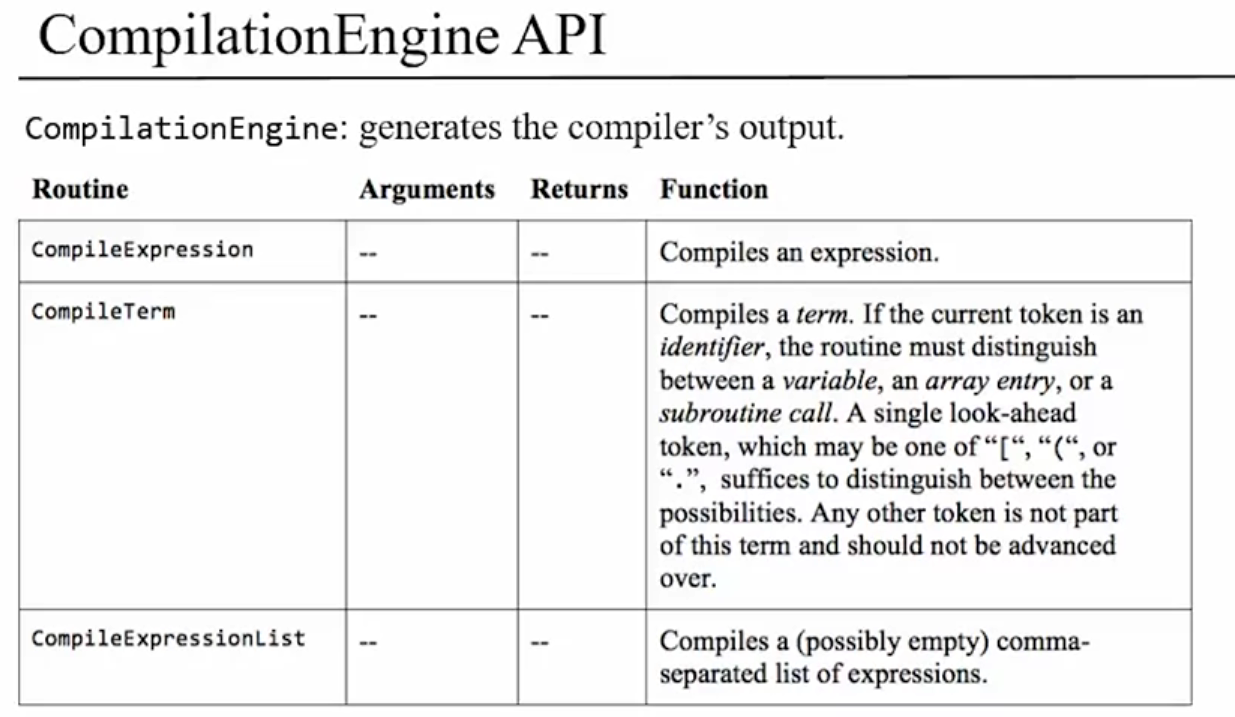 CompilationEngine API
CompilationEngine: generates the compiler’s output.
Routine Arguments Returns Function
CompileExpression -- -- Compiles an expression.
CompileTerm -- -- Compiles a term. If the current token is an
identifier, the routine must distinguish
between a variable, an array entry, or a
subroutine call. A single look-ahead
token, which may be one of “[“, “(“, or
“.”, suffices to distinguish between the
possibilities. Any other token is not part
of this term and should not be advanced
over.
CompileExpressionList -- -- Compiles a (possibly empty) comma-
separated list of expressions.